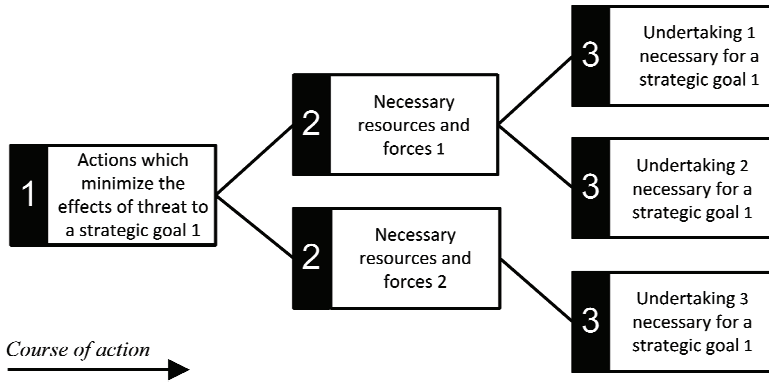 1
Actions which
minimize the
effects of threat to
a strategic goal 1
2
Necessary
resources and
forces 1
2
Necessary
resources and
forces 2
3
Undertaking 1
necessary for a
strategic goal 1
3
Undertaking 2
necessary for a
strategic goal 1
3
Undertaking 3
necessary for a
strategic goal 1
Course of action